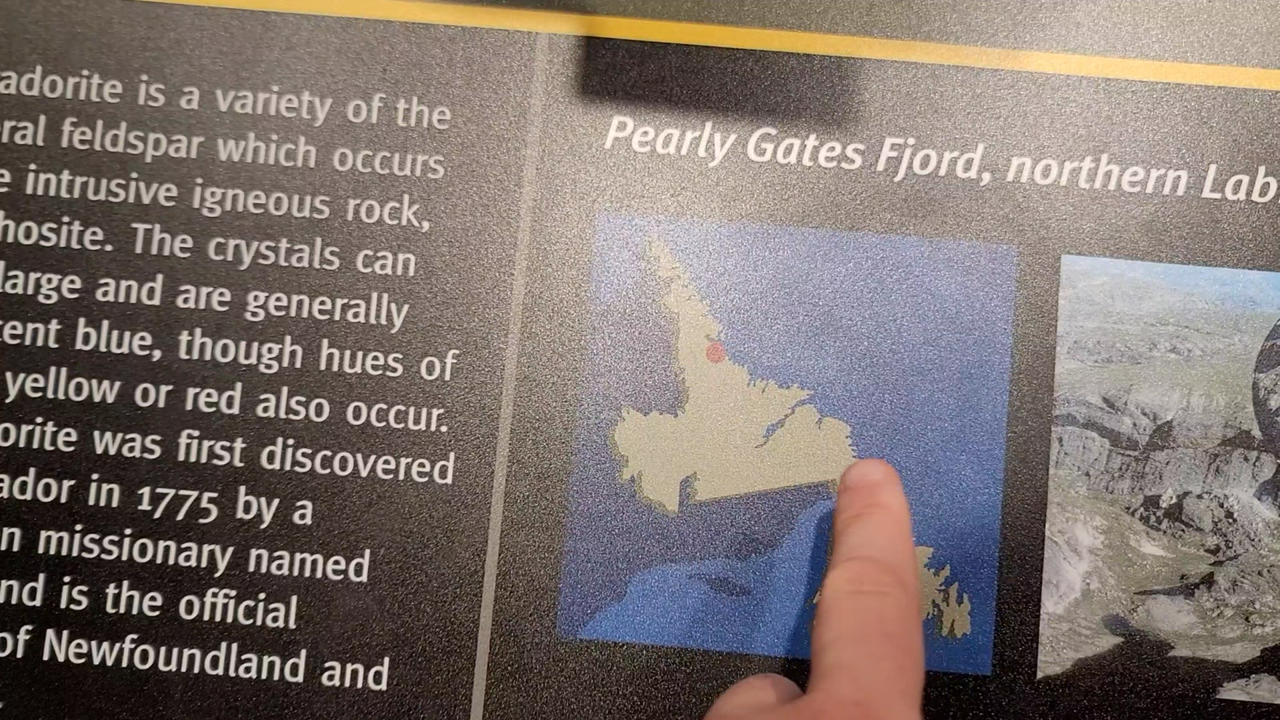 adorite is a variety of the
ral feldspar which occurs
intrusive igneous rock,
hosite. The crystals can
large and are generally
cent blue, though hues of
yellow or red also occur.
orite was first discovered
ador in 1775 by a
n missionary named
nd is the official
of Newfoundland and
Pearly Gates Fjord, northern Lab